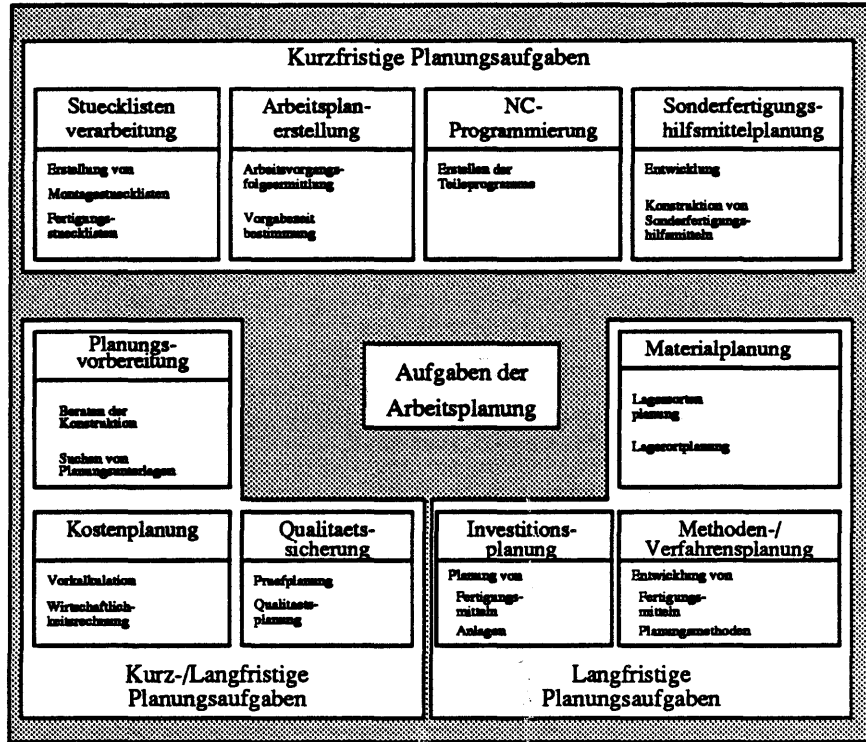 Kurzfristige Planungsaufgaben
Stuecklisten
verarbeitung
Erstellung von
Montagestuecklisten
Fertigungs-
stuecklisten
Arbeitsplan-
erstellung
Arbeitsvorgangs-
folgeermittlung
Vorgabezeit
bestimmung
NC-
Programmierung
Erstellen der
Teileprogramme
Sonderfertigungs-
hilfsmittelplanung
Entwicklung
Konstruktion von
Sonderfertigungs-
hilfsmitteln
Planungs-
vorbereitung
Beraten der
Konstruktion
Suchen von
Planungsunterlagen
Aufgaben der
Arbeitsplanung
Materialplanung
Lagersorten
planung
Lagerortplanung
Kostenplanung
Vorkalkulation
Wirtschaftlich-
keitsrechnung
Qualitaets-
sicherung
Pruefplanung
Qualitaets-
planung
Investitions-
planung
Planung von
Fertigungs-
mitteln
Anlagen
Methoden-/
Verfahrensplanung
Entwicklung von
Fertigungs-
mitteln
Planungsmethoden
Kurz-/Langfristige
Planungsaufgaben
Langfristige
Planungsaufgaben